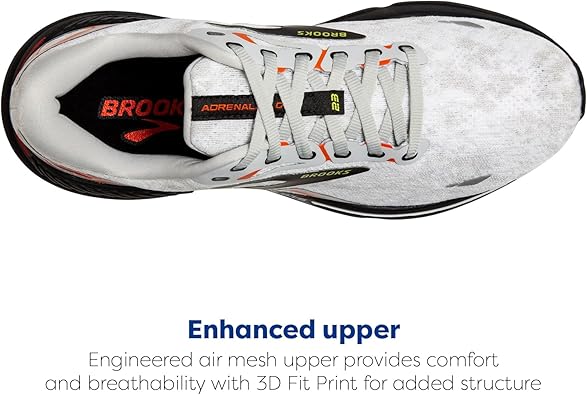 BROOKS
BROOKS
ADRENAL
G
23
BROOKS
Enhanced upper
Engineered air mesh upper provides comfort
and breathability with 3D Fit Print for added structure